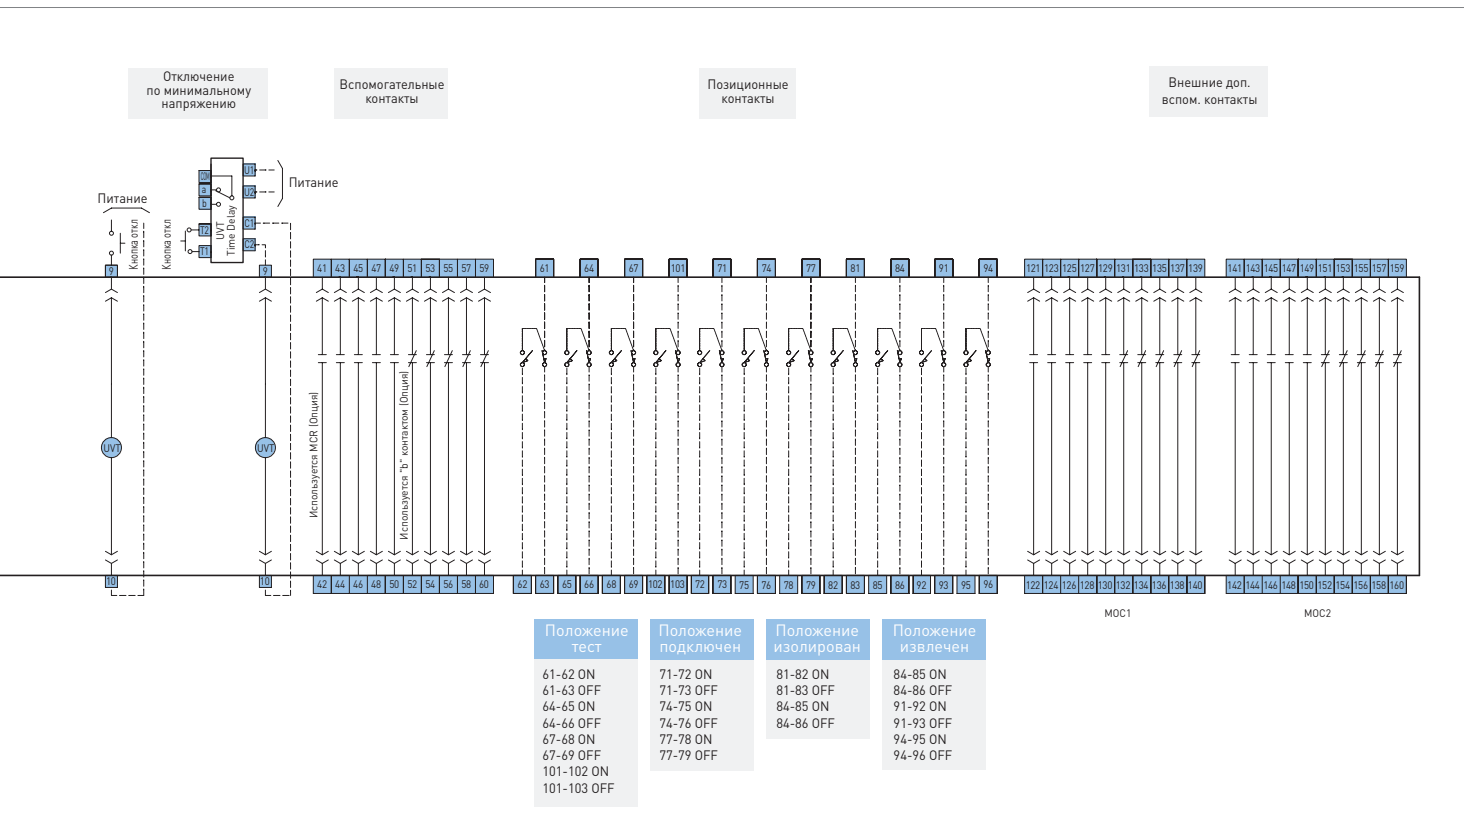 Отключение
по минимальному
напряжению
Вспомогательные
контакты
Позиционные
контакты
Внешние доп.
вспом. контакты
Питание
Кнопка откл
Кнопка откл
COM
a
b
T2
T1
UVT
Time Delay
U1
U2
C1
C2
Питание
9
9
41 43 45 47 49 51 53 55 57 59
61 64 67 101 71 74 77 81 84 91 94
121 123 125 127 129 131 133 135 137 139
141 143 145 147 149 151 153 155 157 159
UVT
UVT
Используется MCR (Опция)
Используется "b" контактом (Опция)
10
10
42 44 46 48 50 52 54 56 58 60
62 63 65 66 68 69 102 103 72 73 75 76 78 79 82 83 85 86 92 93 95 96
122 124 126 128 130 132 134 136 138 140
142 144 146 148 150 152 154 156 158 160
MOC1
MOC2
Положение
тест
61-62 ON
61-63 OFF
64-65 ON
64-66 OFF
67-68 ON
67-69 OFF
101-102 ON
101-103 OFF
Положение
подключен
71-72 ON
71-73 OFF
74-75 ON
74-76 OFF
77-78 ON
77-79 OFF
Положение
изолирован
81-82 ON
81-83 OFF
84-85 ON
84-86 OFF
Положение
извлечен
84-85 ON
84-86 OFF
91-92 ON
91-93 OFF
94-95 ON
94-96 OFF